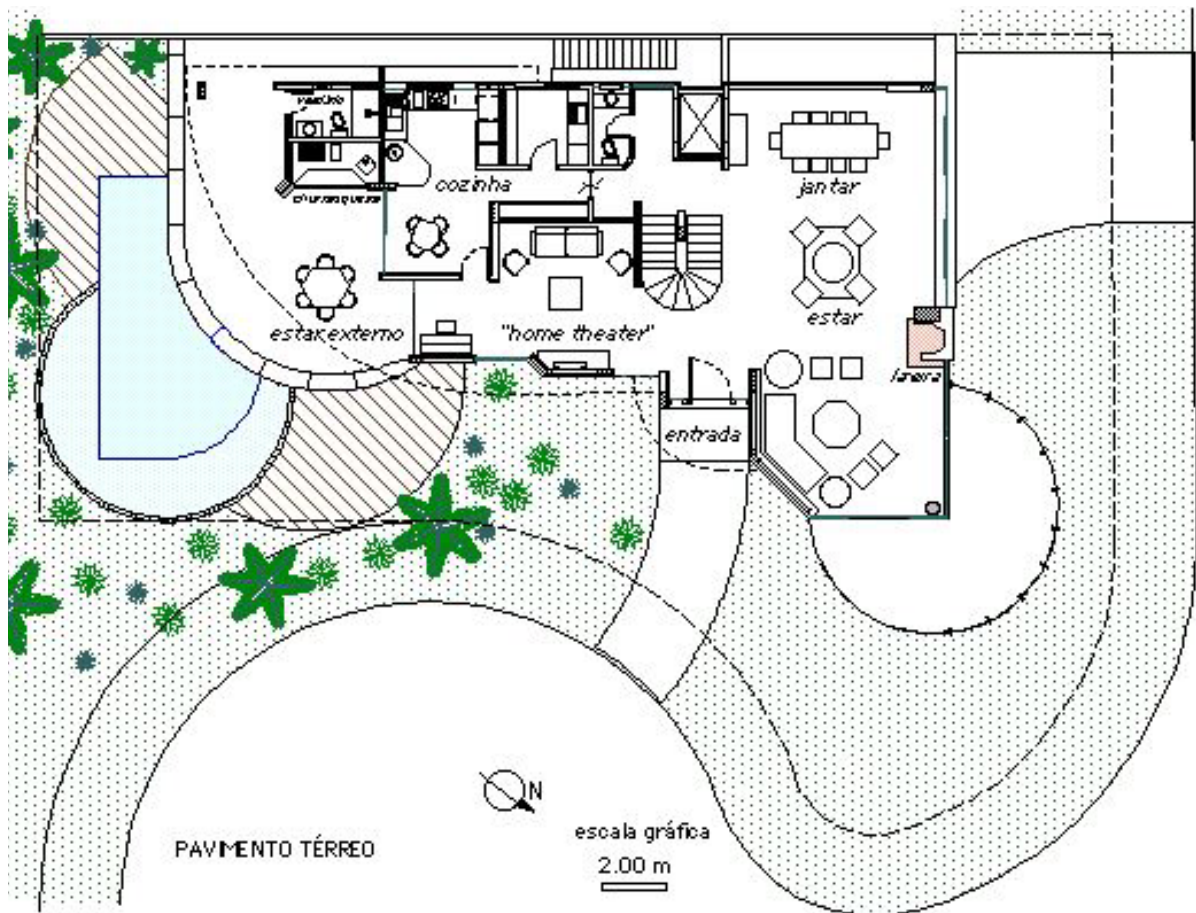 vestiário
churrasqueira
cozinha
jantar
estar externo
"home theater"
estar
lareira
entrada
N
PAVIMENTO TÉRREO
escala gráfica
2.00 m